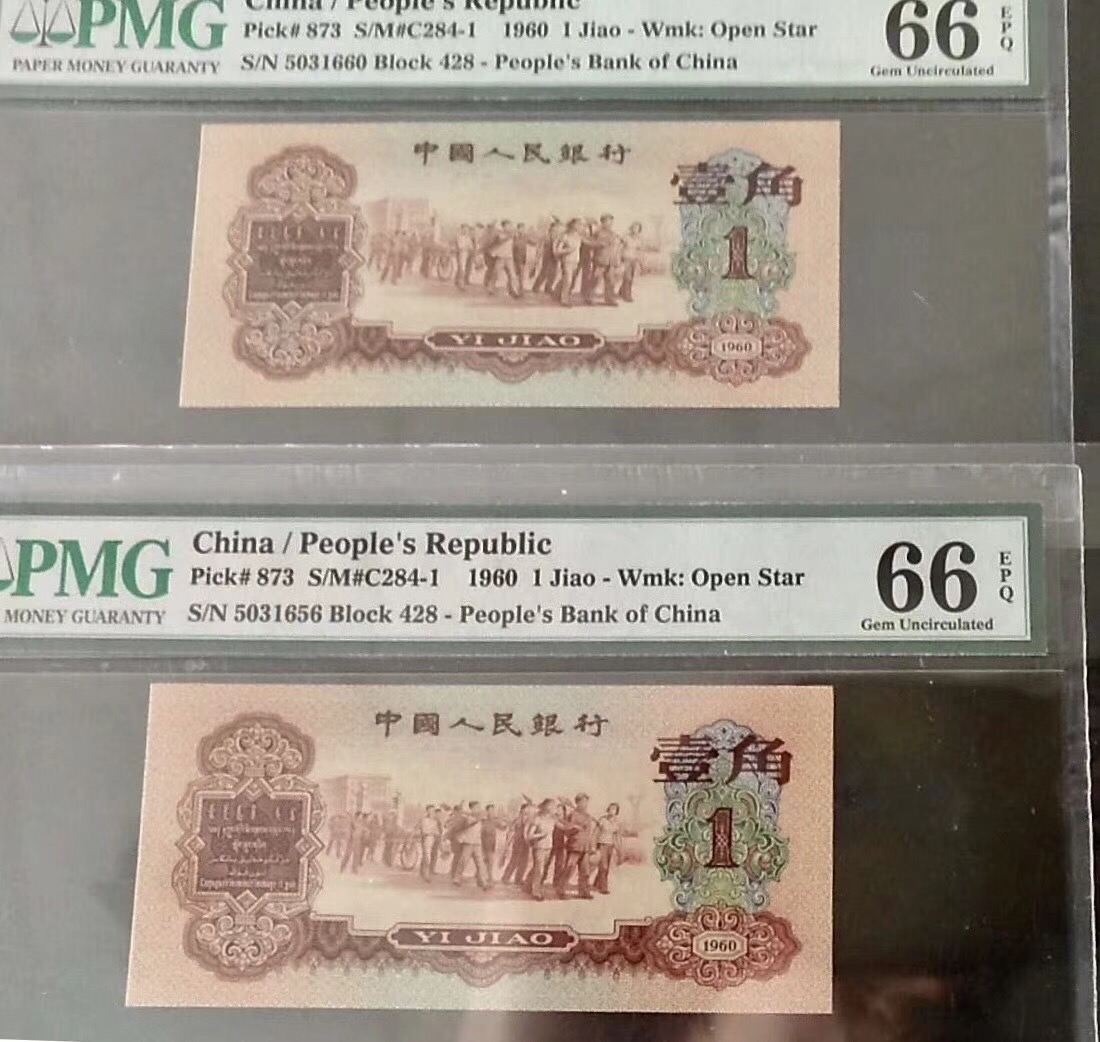 China / People's Republic
PMG
Pick# 873 S/M#C284-1 1960 1 Jiao - Wmk: Open Star
66
EPQ
PAPER MONEY GUARANTY
S/N 5031660 Block 428 - People's Bank of China
Gem Uncirculated
中國人民銀行
壹角
1
YI JIAO
1960
China / People's Republic
PMG
Pick# 873 S/M#C284-1 1960 1 Jiao - Wmk: Open Star
66
EPQ
MONEY GUARANTY
S/N 5031656 Block 428 - People's Bank of China
Gem Uncirculated
中國人民銀行
壹角
1
YI JIAO
1960